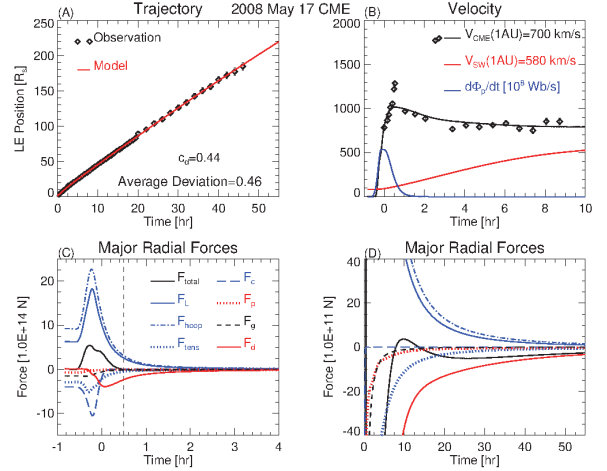 Trajectory 2008 May 17 CME Velocity
(A)
Observation
Model
c_d=0.44
Average Deviation=0.46
LE Position [R_s]
250
200
150
100
50
0
0 10 20 30 40 50
Time [hr]
(B)
V_CME(1AU)=700 km/s
V_SW(1AU)=580 km/s
dΦ_p/dt [10^8 Wb/s]
2000
1500
1000
500
0
0 2 4 6 8 10
Time [hr]
Major Radial Forces
(C)
F_total
F_L
F_hoop
F_tens
F_c
F_p
F_g
F_d
Force [1.0E+14 N]
20
10
0
-10
-1 0 1 2 3 4
Time [hr]
Major Radial Forces
(D)
Force [1.0E+11 N]
40
20
0
-20
-40
0 10 20 30 40 50
Time [hr]